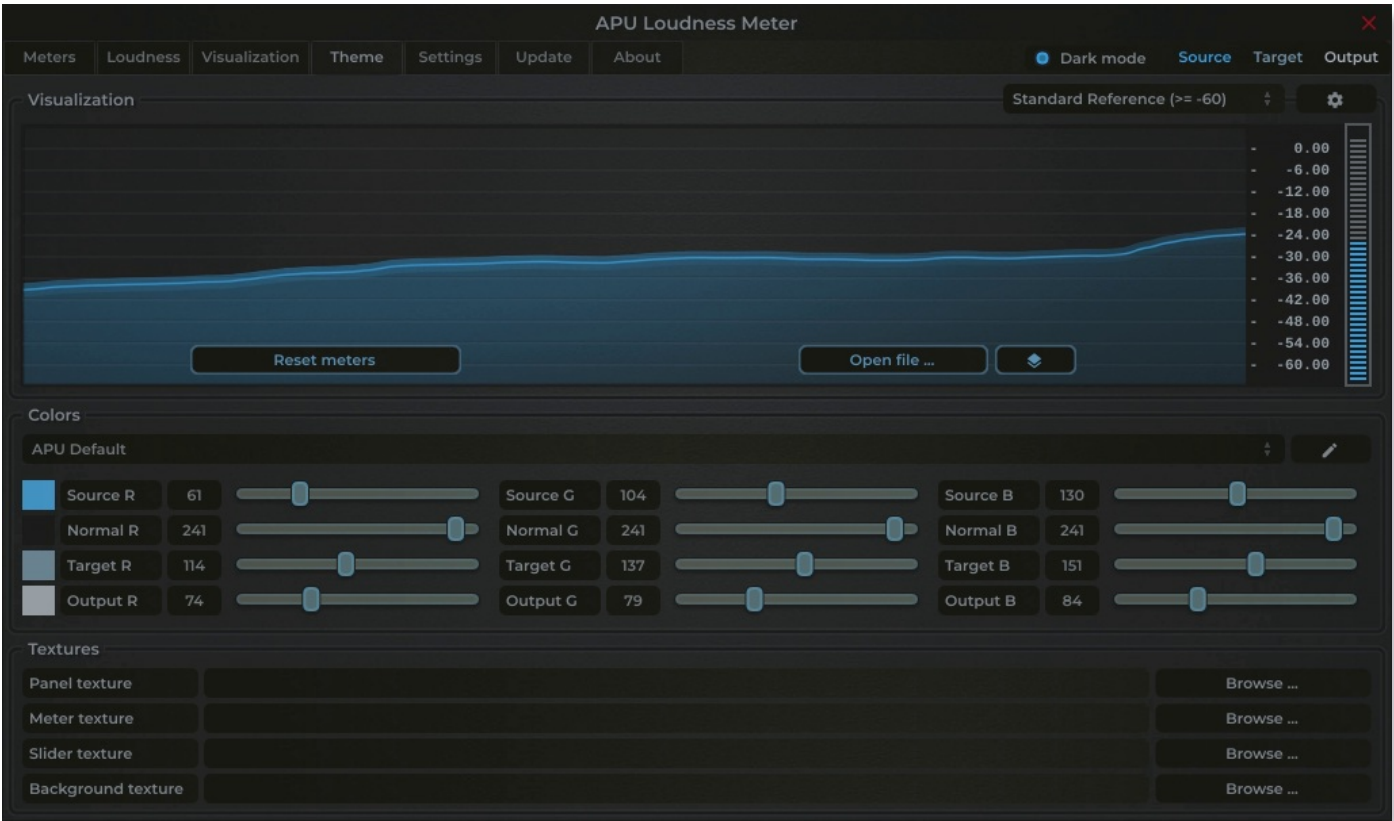 APU Loudness Meter
Meters Loudness Visualization Theme Settings Update About Dark mode Source Target Output
Visualization Standard Reference (>= -60)
- 0.00
- -6.00
- -12.00
- -18.00
- -24.00
- -30.00
- -36.00
- -42.00
- -48.00
- -54.00
- -60.00
Reset meters Open file ...
Colors
APU Default
Source R 61 Source G 104 Source B 130
Normal R 241 Normal G 241 Normal B 241
Target R 114 Target G 137 Target B 151
Output R 74 Output G 79 Output B 84
Textures
Panel texture Browse ...
Meter texture Browse ...
Slider texture Browse ...
Background texture Browse ...